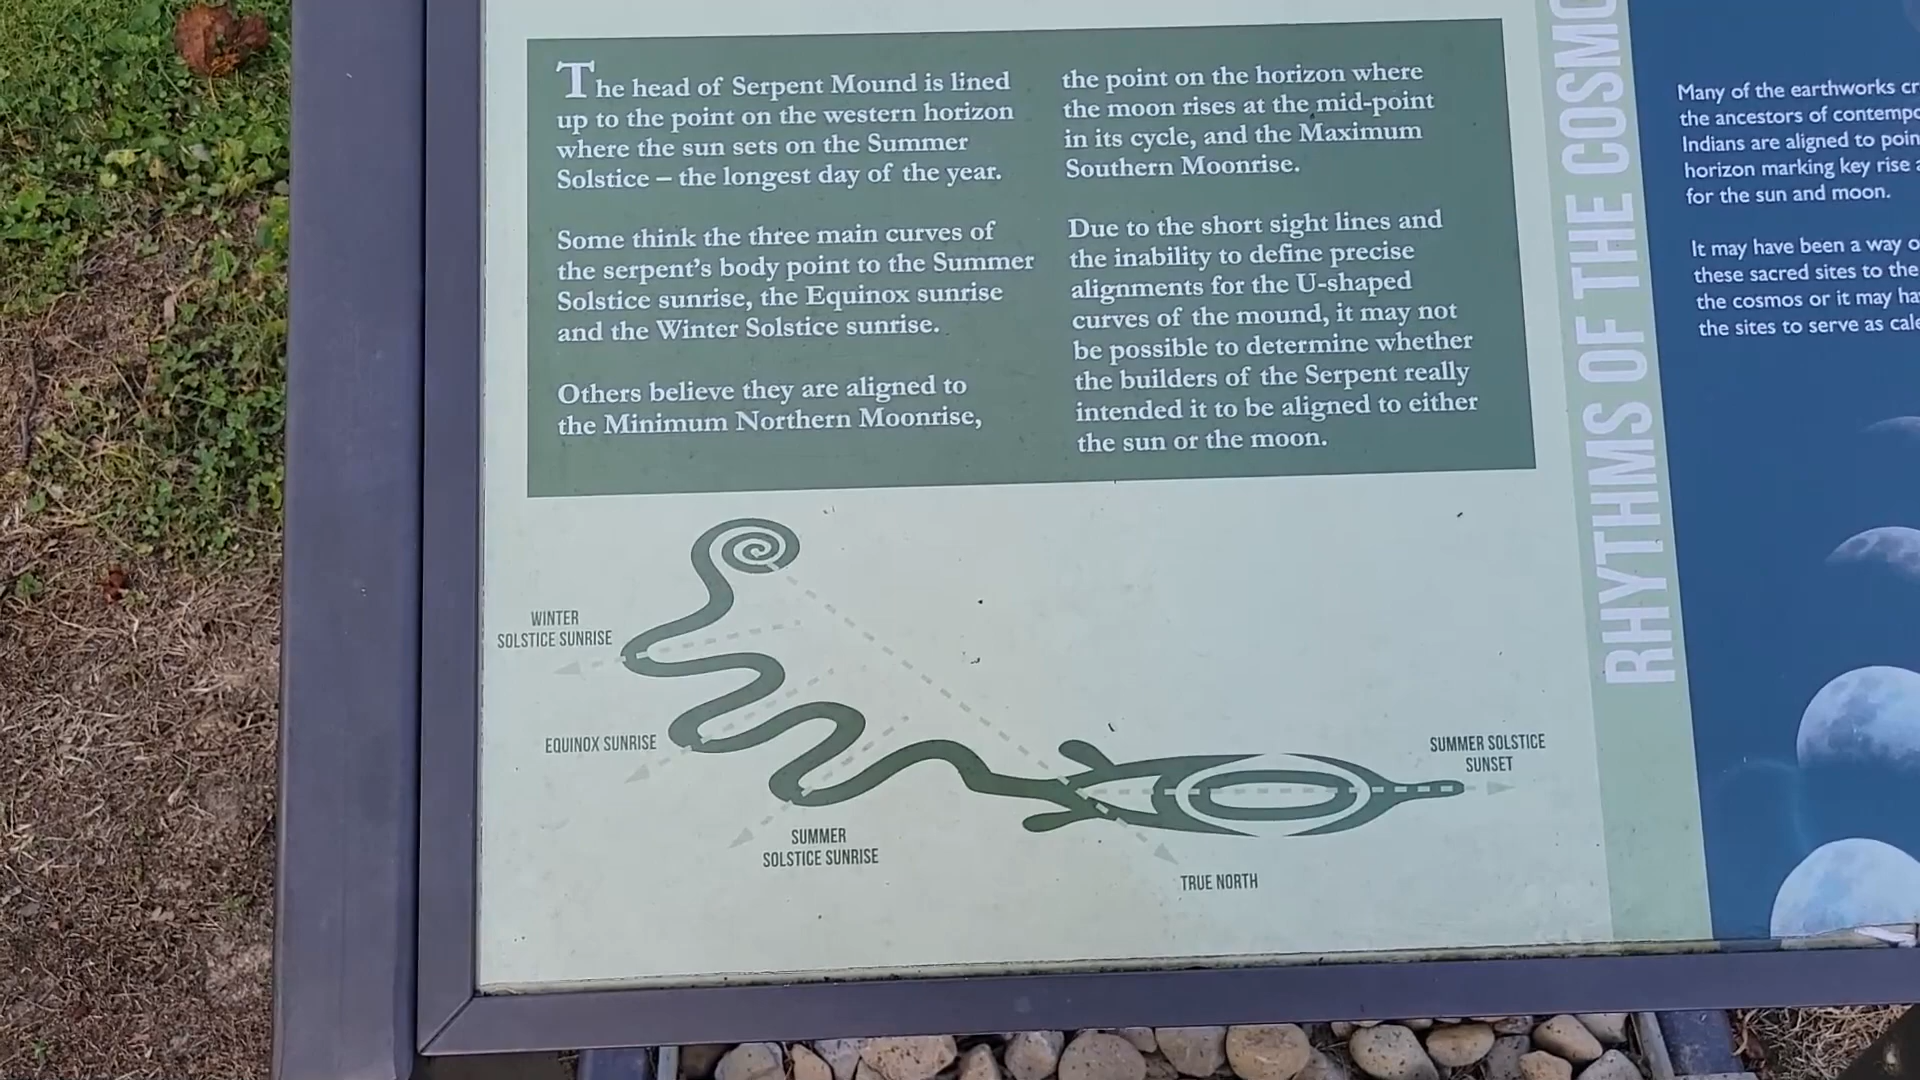 The head of Serpent Mound is lined
up to the point on the western horizon
where the sun sets on the Summer
Solstice – the longest day of the year.
Some think the three main curves of
the serpent's body point to the Summer
Solstice sunrise, the Equinox sunrise
and the Winter Solstice sunrise.
Others believe they are aligned to
the Minimum Northern Moonrise,
the point on the horizon where
the moon rises at the mid-point
in its cycle, and the Maximum
Southern Moonrise.
Due to the short sight lines and
the inability to define precise
alignments for the U-shaped
curves of the mound, it may not
be possible to determine whether
the builders of the Serpent really
intended it to be aligned to either
the sun or the moon.
WINTER
SOLSTICE SUNRISE
EQUINOX SUNRISE
SUMMER
SOLSTICE SUNRISE
TRUE NORTH
SUMMER SOLSTICE
SUNSET
RHYTHMS OF THE
Many of the earthworks
the ancestors of
Indians are aligned to
horizon marking key rise
for the sun and moon.
It may have been a way
these sacred sites to the
the cosmos or it may
the sites to serve as